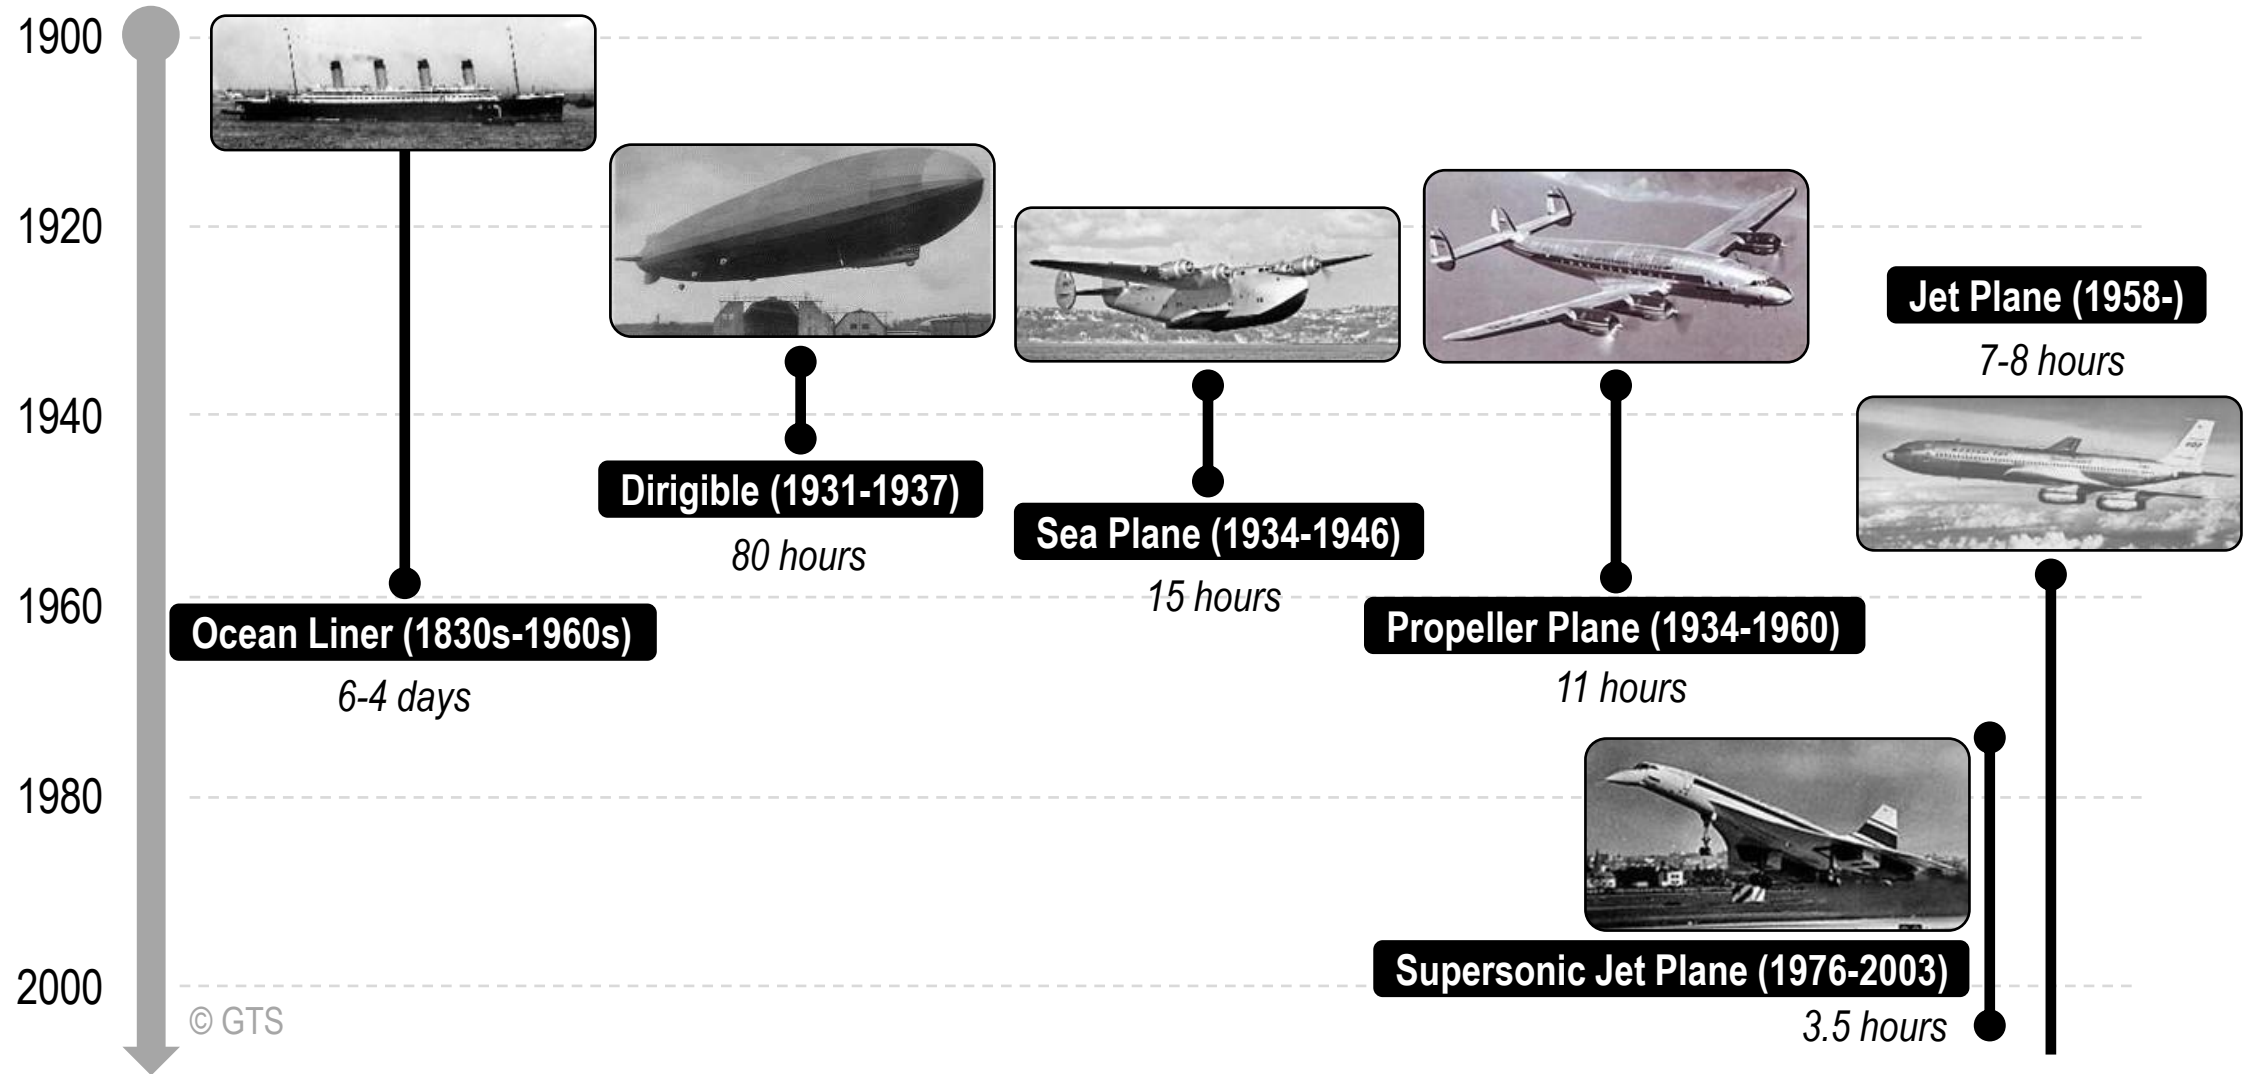 1900
1920
1940
1960
1980
2000
Ocean Liner (1830s-1960s)
6-4 days
Dirigible (1931-1937)
80 hours
Sea Plane (1934-1946)
15 hours
Propeller Plane (1934-1960)
11 hours
Jet Plane (1958-)
7-8 hours
Supersonic Jet Plane (1976-2003)
3.5 hours
© GTS